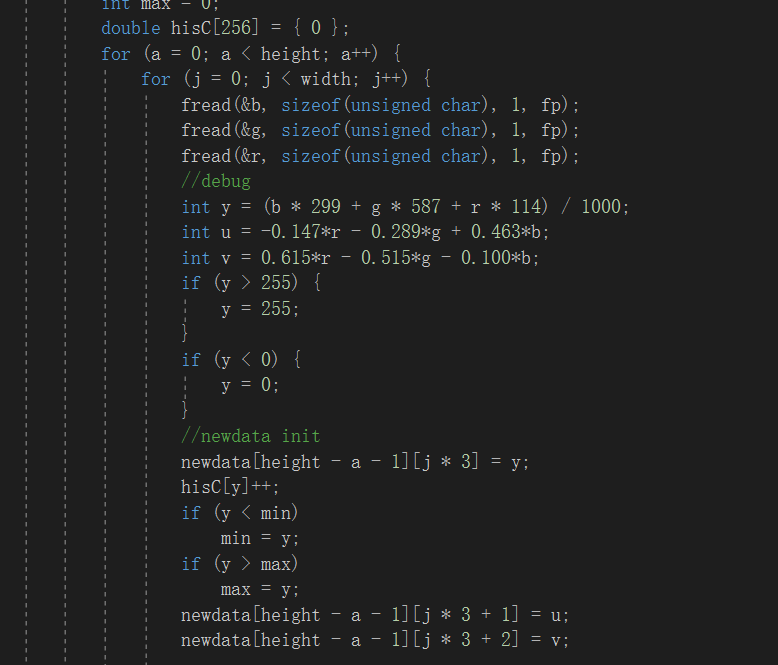 int max = 0;
double hisC[256] = { 0 };
for (a = 0; a < height; a++) {
for (j = 0; j < width; j++) {
fread(&b, sizeof(unsigned char), 1, fp);
fread(&g, sizeof(unsigned char), 1, fp);
fread(&r, sizeof(unsigned char), 1, fp);
//debug
int y = (b * 299 + g * 587 + r * 114) / 1000;
int u = -0.147*r - 0.289*g + 0.463*b;
int v = 0.615*r - 0.515*g - 0.100*b;
if (y > 255) {
y = 255;
}
if (y < 0) {
y = 0;
}
//newdata init
newdata[height - a - 1][j * 3] = y;
hisC[y]++;
if (y < min)
min = y;
if (y > max)
max = y;
newdata[height - a - 1][j * 3 + 1] = u;
newdata[height - a - 1][j * 3 + 2] = v;